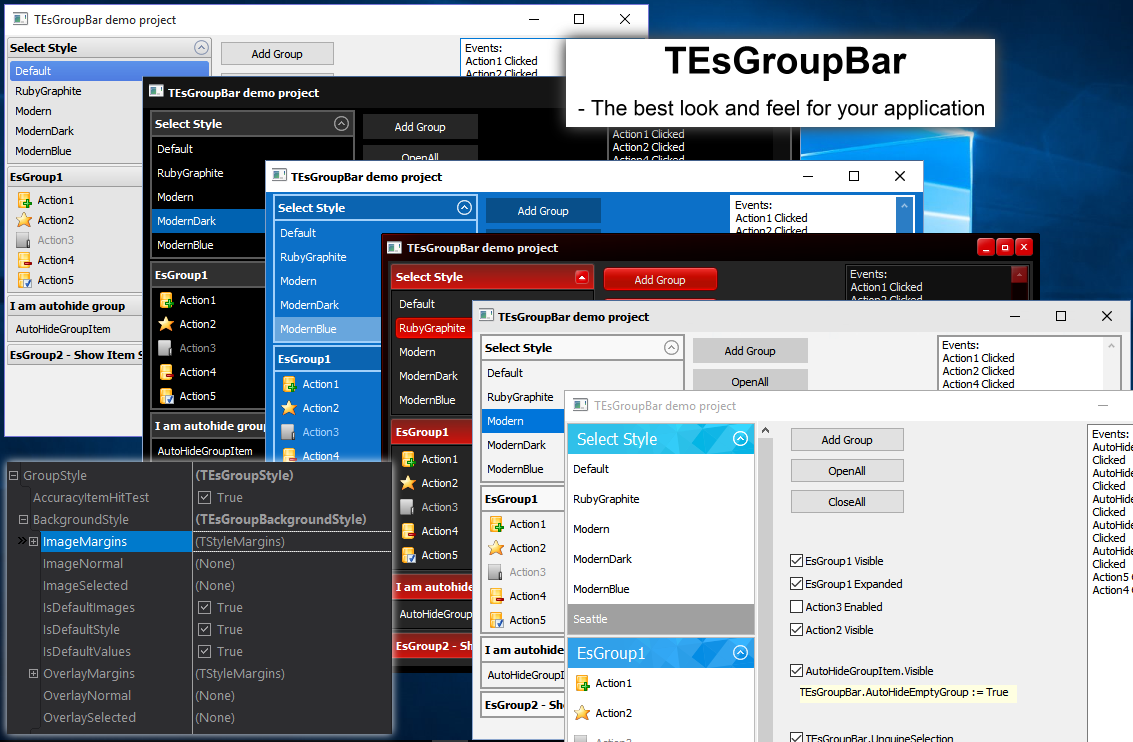 TEsGroupBar demo project
Select Style
Default
RubyGraphite
Modern
ModernDark
ModernBlue
EsGroup1
Action1
Action2
Action3
Action4
Action5
I am autohide group
AutoHideGroupItem
EsGroup2 - Show Item S
Add Group
Events:
Action1 Clicked
Action2 Clicked
TEsGroupBar
- The best look and feel for your application
TEsGroupBar demo project
Select Style
Default
RubyGraphite
Modern
ModernDark
ModernBlue
EsGroup1
Action1
Action2
Action3
Action4
Action5
I am autohide group
AutoHideGroupItem
Add Group
OpenAll
Action1 Clicked
Action2 Clicked
Action4 Clicked
TEsGroupBar demo project
Select Style
Default
RubyGraphite
Modern
ModernDark
ModernBlue
EsGroup1
Action1
Action2
Action3
Action4
Add Group
Events:
Action1 Clicked
Action2 Clicked
TEsGroupBar demo project
Select Style
Default
RubyGraphite
Modern
ModernDark
ModernBlue
EsGroup1
Action1
Action2
Action3
Action4
Action5
I am autohide
AutoHideGroup
EsGroup2 - Sh
Add Group
Events:
Action1 Clicked
Action2 Clicked
TEsGroupBar demo project
Select Style
Default
RubyGraphite
Modern
ModernDark
ModernBlue
EsGroup1
Action1
Action2
Action3
Action4
Action5
I am autohide
AutoHideGroupI
EsGroup2 - Sho
Add Group
OpenAll
Events:
Action1 Clicked
Action2 Clicked
Action4 Clicked
TEsGroupBar demo project
Select Style
Default
RubyGraphite
Modern
ModernDark
ModernBlue
Seattle
EsGroup1
Action1
Action2
Action3
Add Group
OpenAll
CloseAll
EsGroup1 Visible
EsGroup1 Expanded
Action3 Enabled
Action2 Visible
AutoHideGroupItem.Visible
TEsGroupBar.AutoHideEmptyGroup := True
TEsGroupBar.UnquineSelection
Events:
AutoHide
Clicked
AutoHide
Clicked
AutoHide
Clicked
AutoHide
Clicked
AutoHide
Clicked
Action5 C
Action4 C
GroupStyle (TEsGroupStyle)
AccuracyItemHitTest True
BackgroundStyle (TEsGroupBackgroundStyle)
ImageMargins (TStyleMargins)
ImageNormal (None)
ImageSelected (None)
IsDefaultImages True
IsDefaultStyle True
IsDefaultValues True
OverlayMargins (TStyleMargins)
OverlayNormal (None)
OverlaySelected (None)